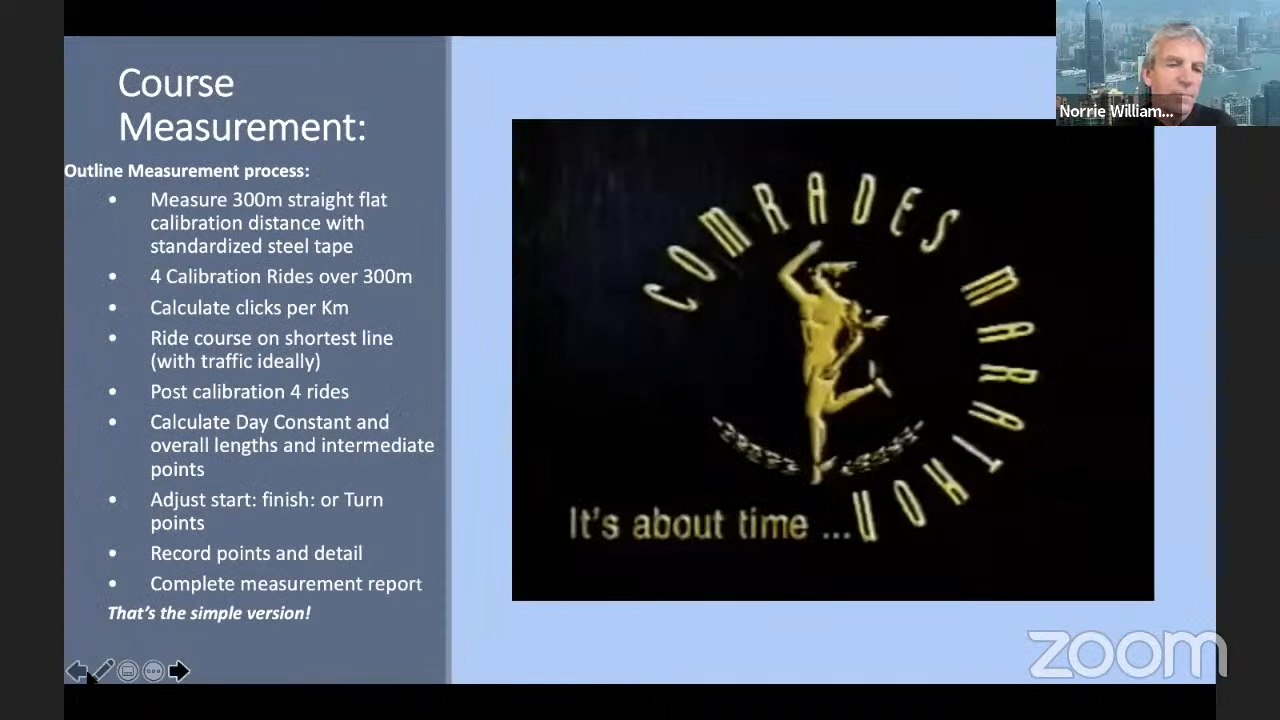 Course
Measurement:
Outline Measurement process:
• Measure 300m straight flat
calibration distance with
standardized steel tape
• 4 Calibration Rides over 300m
• Calculate clicks per Km
• Ride course on shortest line
(with traffic ideally)
• Post calibration 4 rides
• Calculate Day Constant and
overall lengths and intermediate
points
• Adjust start: finish: or Turn
points
• Record points and detail
• Complete measurement report
That's the simple version!
COMRADES MARATHON
It's about time ...
Norrie William...
zoom